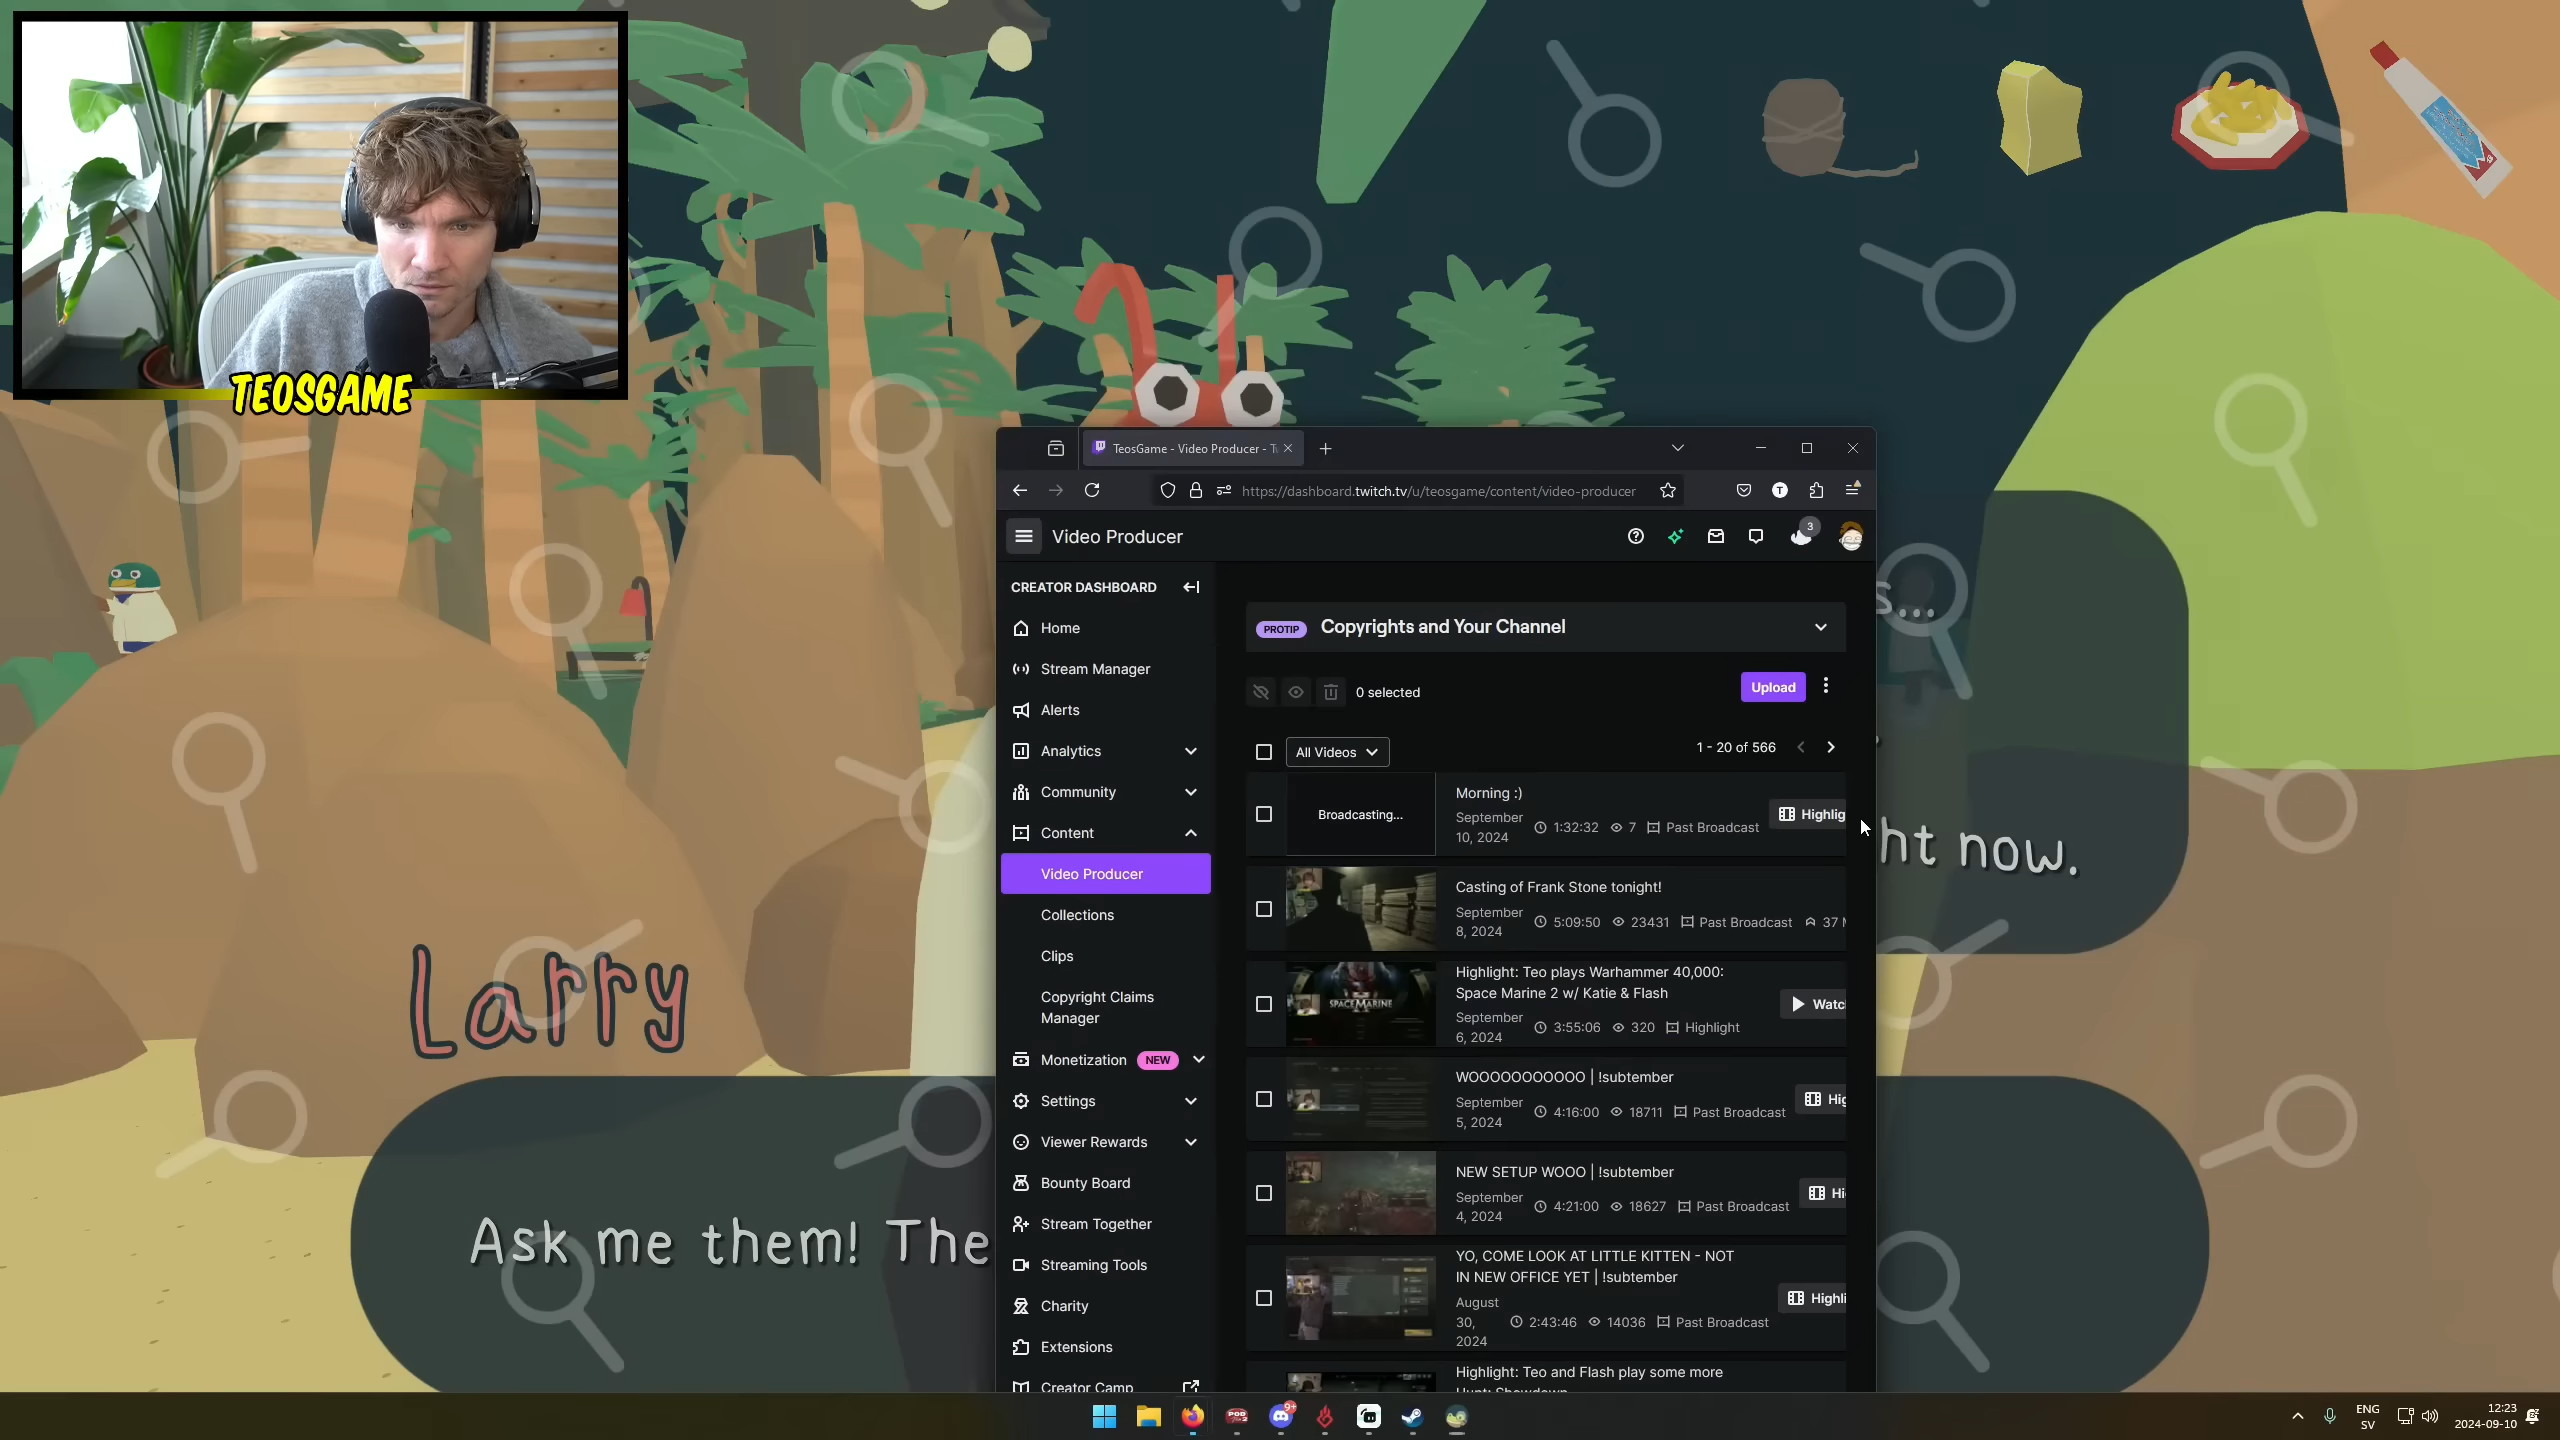 TEOSGAME
TeosGame - Video Producer - T
https://dashboard.twitch.tv/u/teosgame/content/video-producer
Video Producer
3
CREATOR DASHBOARD
Home
Stream Manager
Alerts
Analytics
Community
Content
Video Producer
Collections
Clips
Copyright Claims
Manager
Monetization NEW
Settings
Viewer Rewards
Bounty Board
Stream Together
Streaming Tools
Charity
Extensions
Creator Camp
PROTIP Copyrights and Your Channel
0 selected
Upload
All Videos
1 - 20 of 566
Broadcasting...
Morning :)
September
10, 2024
1:32:32 7 Past Broadcast
Highlig
Casting of Frank Stone tonight!
September
8, 2024
5:09:50 23431 Past Broadcast 37
SPACE MARINE
Highlight: Teo plays Warhammer 40,000:
Space Marine 2 w/ Katie & Flash
September
6, 2024
3:55:06 320 Highlight
Watc
WOOOOOOOOOOO | !subtember
September
5, 2024
4:16:00 18711 Past Broadcast
Hig
NEW SETUP WOOO | !subtember
September
4, 2024
4:21:00 18627 Past Broadcast
Hi
YO, COME LOOK AT LITTLE KITTEN - NOT
IN NEW OFFICE YET | !subtember
August
30,
2024
2:43:46 14036 Past Broadcast
Highli
Highlight: Teo and Flash play some more
Hunt: Showdown
s...
ht now.
Larry
Ask me them! The
9+
ENG
SV
12:23
2024-09-10